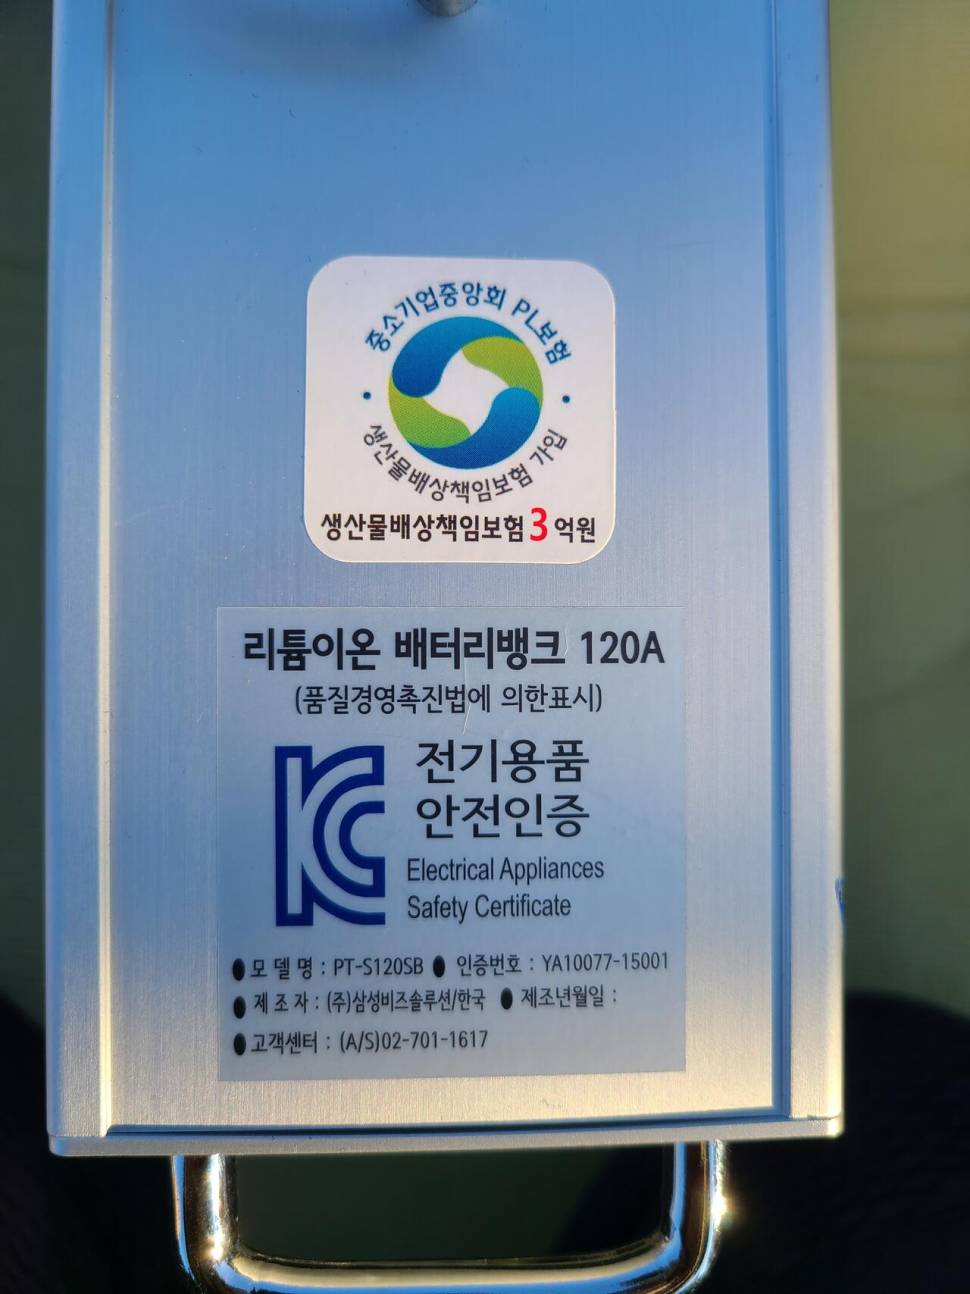 중소기업중앙회 PL보험
생산물배상책임보험 가입
생산물배상책임보험 3 억원
리튬이온 배터리뱅크 120A
(품질경영촉진법에 의한표시)
전기용품
안전인증
Electrical Appliances
Safety Certificate
● 모 델 명 : PT-S120SB ● 인증번호 : YA10077-15001
● 제 조 자 : (주)삼성비즈솔루션/한국 ● 제조년월일 :
● 고객센터 : (A/S)02-701-1617